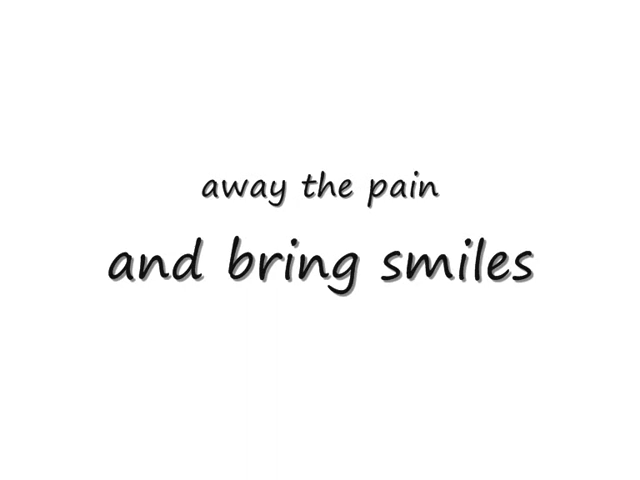 away the pain
and bring smiles